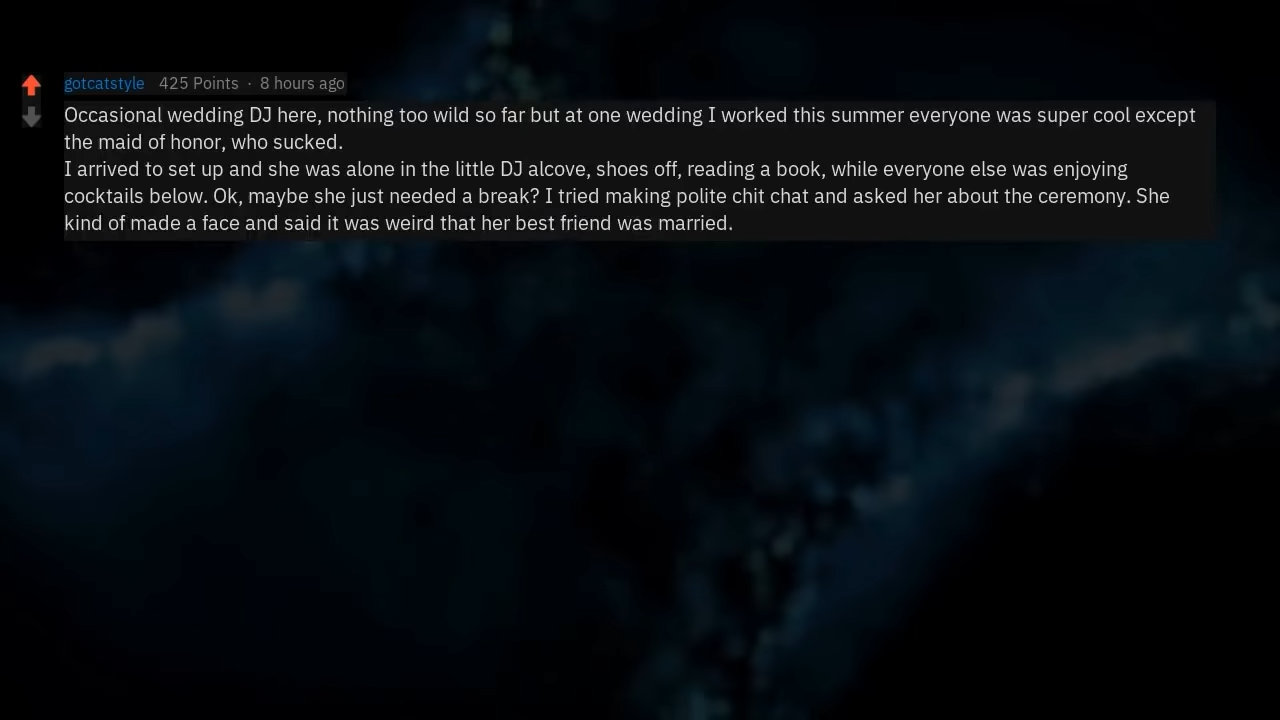 gotcatstyle 425 Points · 8 hours ago
Occasional wedding DJ here, nothing too wild so far but at one wedding I worked this summer everyone was super cool except
the maid of honor, who sucked.
I arrived to set up and she was alone in the little DJ alcove, shoes off, reading a book, while everyone else was enjoying
cocktails below. Ok, maybe she just needed a break? I tried making polite chit chat and asked her about the ceremony. She
kind of made a face and said it was weird that her best friend was married.